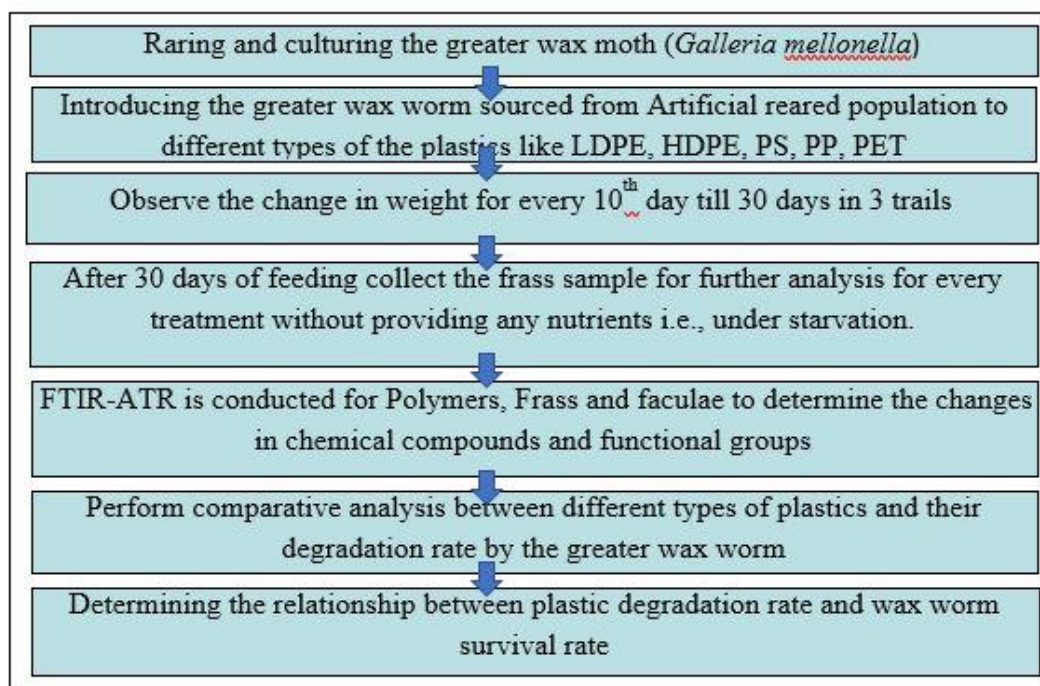 Raring and culturing the greater wax moth (Galleria mellonella)
Introducing the greater wax worm sourced from Artificial reared population to
different types of the plastics like LDPE, HDPE, PS, PP, PET
Observe the change in weight for every 10th day till 30 days in 3 trails
After 30 days of feeding collect the frass sample for further analysis for every
treatment without providing any nutrients i.e., under starvation.
FTIR-ATR is conducted for Polymers, Frass and faculae to determine the changes
in chemical compounds and functional groups
Perform comparative analysis between different types of plastics and their
degradation rate by the greater wax worm
Determining the relationship between plastic degradation rate and wax worm
survival rate